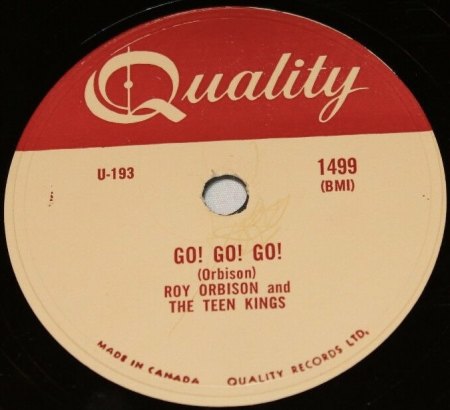 Quality
U-193
1499
(BMI)
GO! GO! GO!
(Orbison)
ROY ORBISON and
THE TEEN KINGS
MADE IN CANADA QUALITY RECORDS LTD.